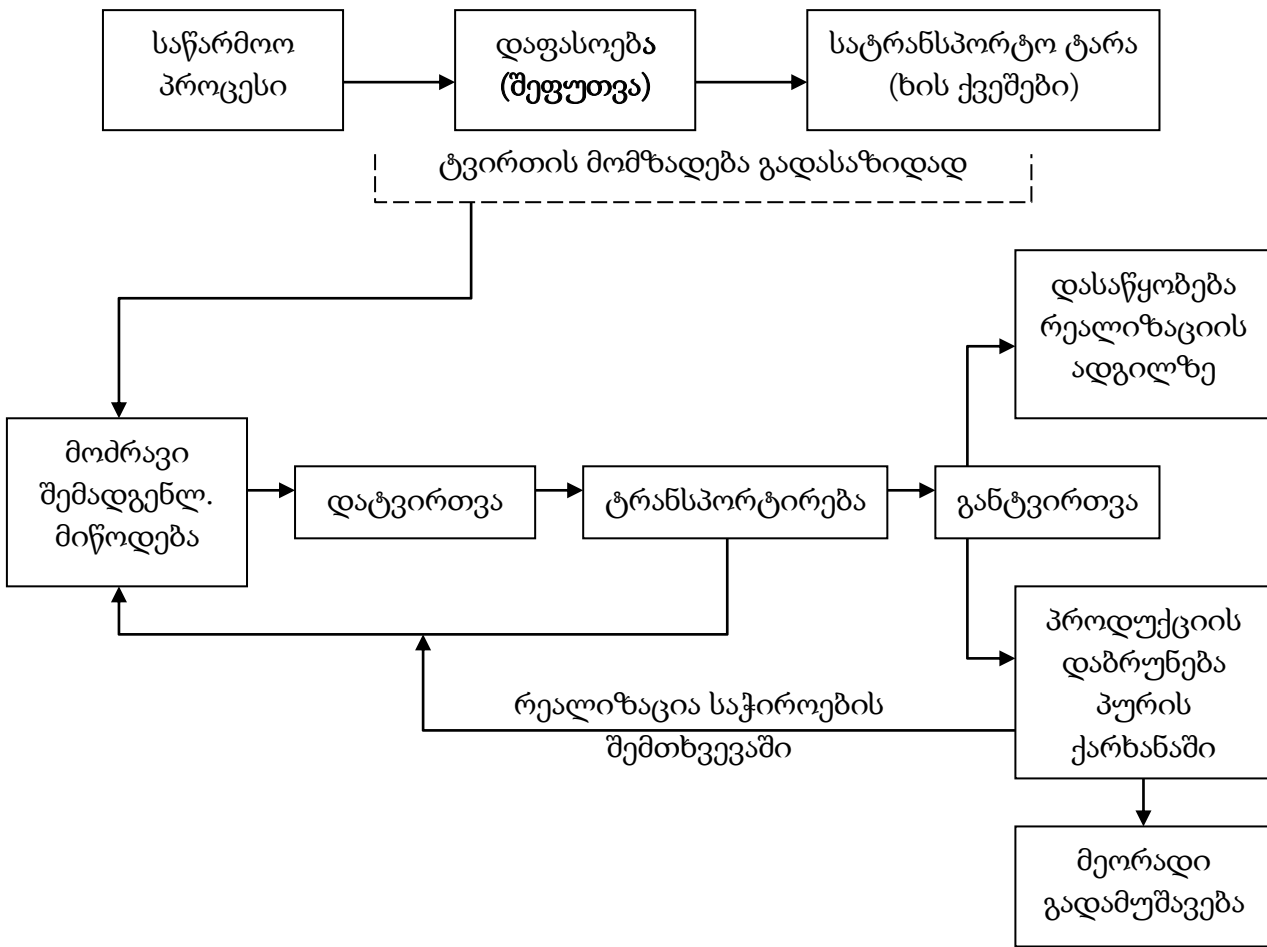 საწარმოო
პროცესი
დაფასოება
(შეფუთვა)
სატრანსპორტო ტარა
(ხის ქვეშები)
ტვირთის მომზადება გადასაზიდად
დასაწყობება
რეალიზაციის
ადგილზე
მოძრავი
შემადგენლ.
მიწოდება
დატვირთვა
ტრანსპორტირება
განტვირთვა
პროდუქციის
დაბრუნება
პურის
ქარხანაში
რეალიზაცია საჭიროების
შემთხვევაში
მეორადი
გადამუშავება